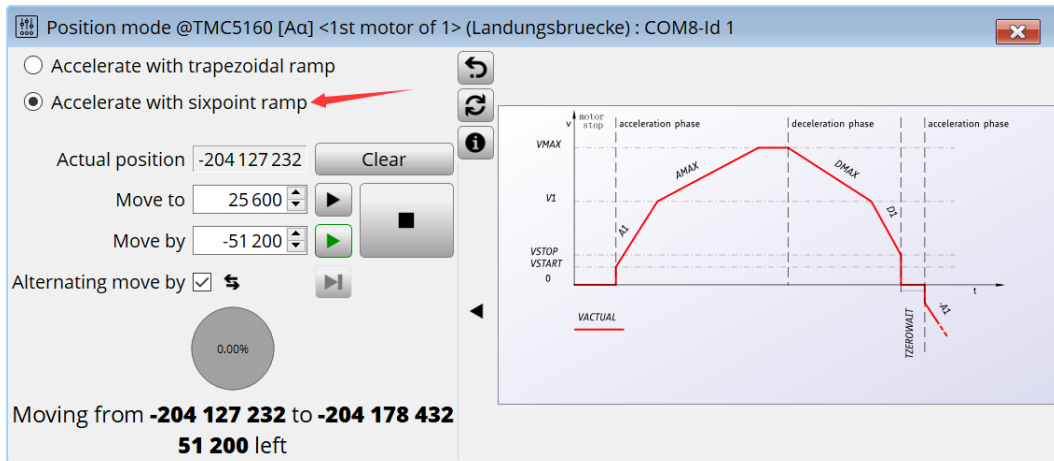 Position mode @TMC5160 [Aα] <1st motor of 1> (Landungsbruecke) : COM8-Id 1
Accelerate with trapezoidal ramp
Accelerate with sixpoint ramp
Actual position -204 127 232 Clear
Move to 25 600
Move by -51 200
Alternating move by
0.00%
Moving from -204 127 232 to -204 178 432
51 200 left
v motor stop acceleration phase deceleration phase acceleration phase
VMAX
AMAX
DMAX
V1
A1
D1
VSTOP
VSTART
0
t
-A1
VACTUAL
TZEROWAIT